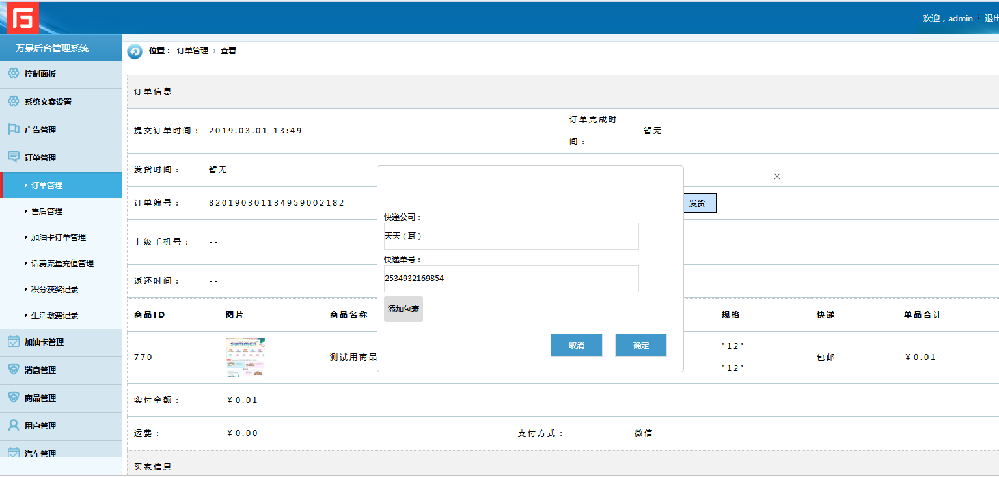 欢迎，admin 退出
万景后台管理系统
位置： 订单管理 › 查看
控制面板
系统文案设置
广告管理
订单管理
订单管理
售后管理
加油卡订单管理
话费流量充值管理
积分获奖记录
生活缴费记录
加油卡管理
消息管理
商品管理
用户管理
汽车管理
订单信息
提交订单时间： 2019.03.01 13:49 订单完成时间： 暂无
发货时间： 暂无
订单编号： 820190301134959002182 发货
上级手机号： --
返还时间： --
快递公司：
天天 ( 耳 )
快递单号：
2534932169854
添加包裹
取消 确定
商品ID 图片 商品名称 规格 快递 单品合计
770 SUMMER 测试用商品 "12" 包邮 ￥0.01
"12"
实付金额： ￥0.01
运费： ￥0.00 支付方式： 微信
买家信息